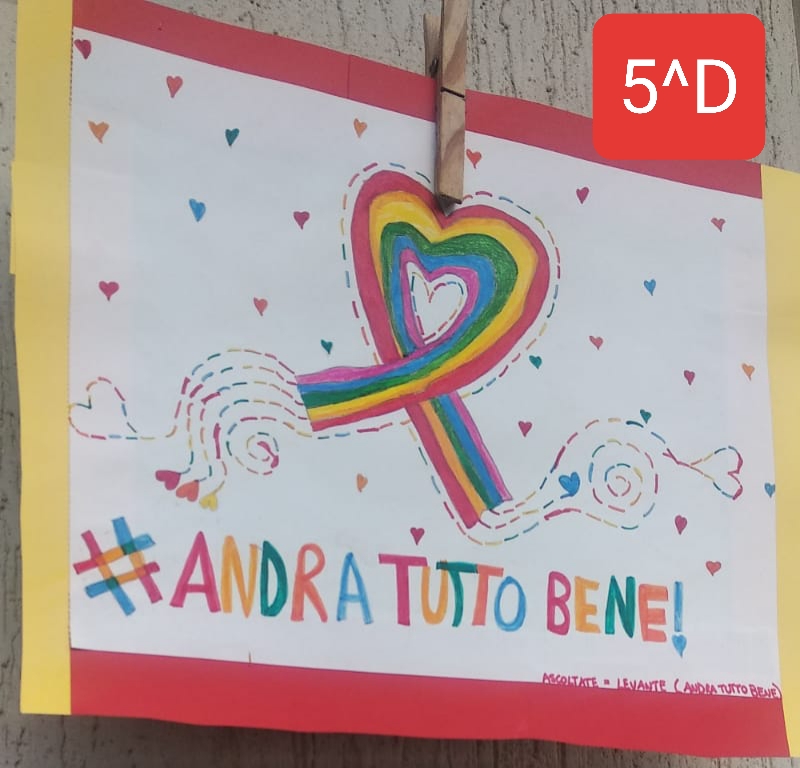 5^D
#ANDRA TUTTO BENE!
ASCOLTATE = LEVANTE (ANDRA TUTTO BENE)